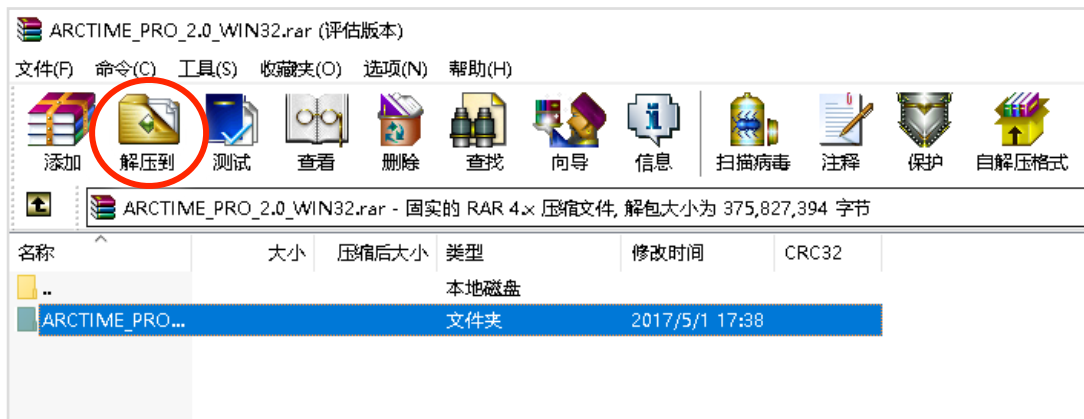 ARCTIME_PRO_2.0_WIN32.rar (评估版本)
文件(F) 命令(C) 工具(S) 收藏夹(O) 选项(N) 帮助(H)
添加 解压到 测试 查看 删除 查找 向导 信息 扫描病毒 注释 保护 自解压格式
ARCTIME_PRO_2.0_WIN32.rar - 固实的 RAR 4.x 压缩文件, 解包大小为 375,827,394 字节
名称 大小 压缩后大小 类型 修改时间 CRC32
.. 本地磁盘
ARCTIME_PRO... 文件夹 2017/5/1 17:38